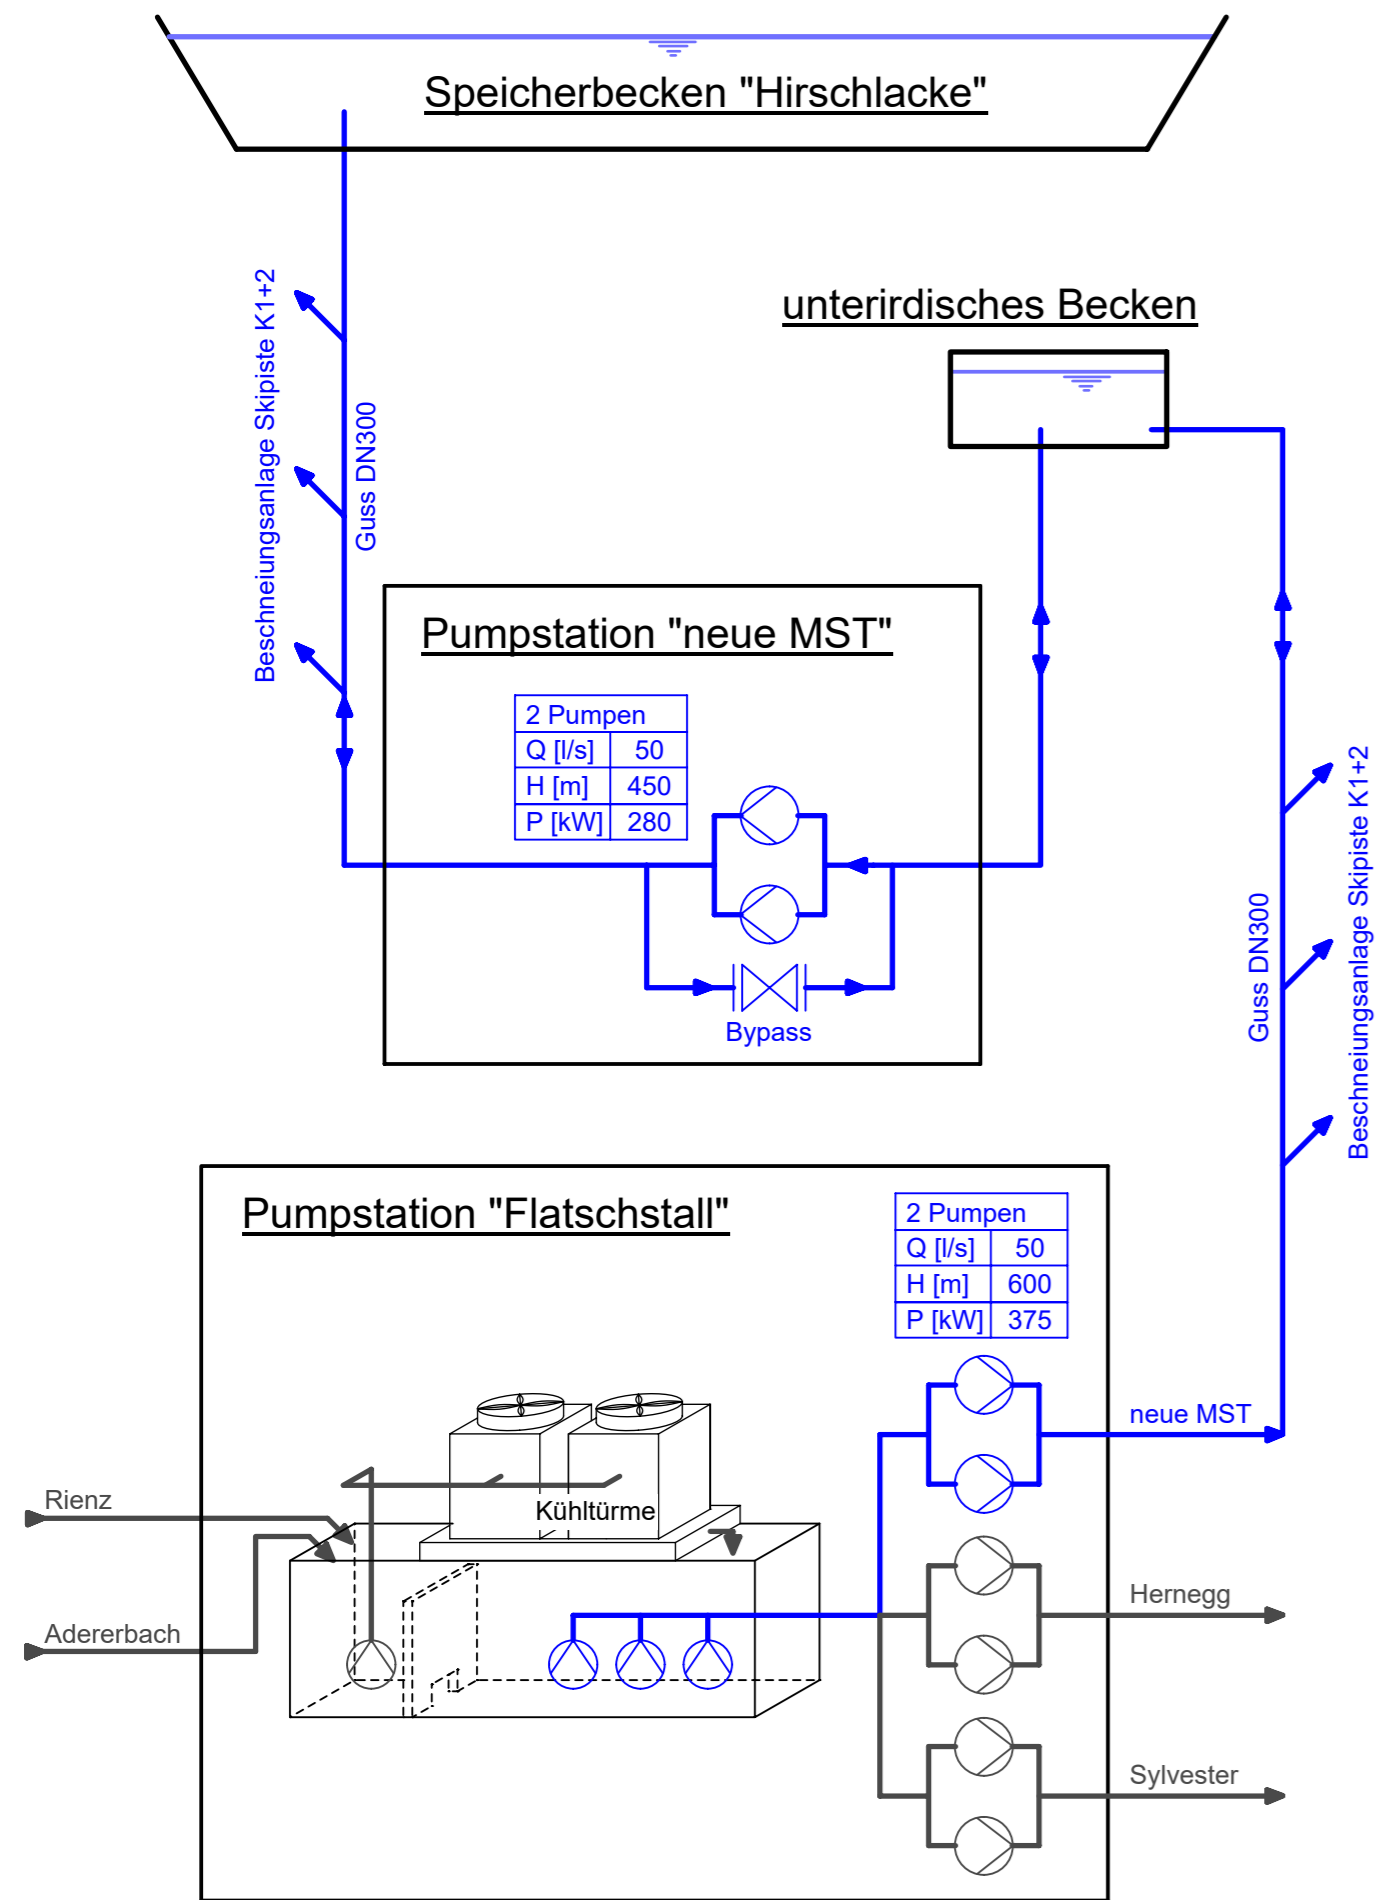 Speicherbecken "Hirschlacke"
unterirdisches Becken
Beschneiungsanlage Skipiste K1+2
Guss DN300
Pumpstation "neue MST"
2 Pumpen
Q [l/s] 50
H [m] 450
P [kW] 280
Bypass
Guss DN300
Beschneiungsanlage Skipiste K1+2
Pumpstation "Flatschstall"
2 Pumpen
Q [l/s] 50
H [m] 600
P [kW] 375
neue MST
Kühltürme
Rienz
Adererbach
Hernegg
Sylvester